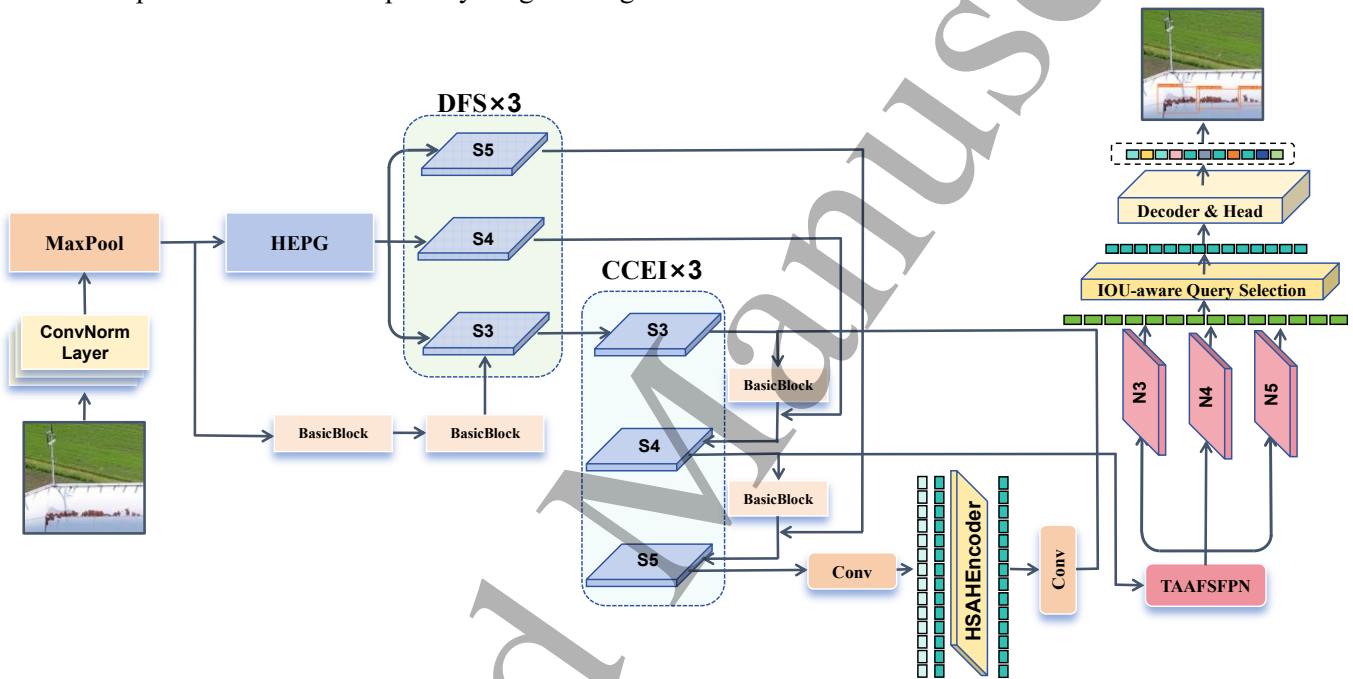 DFS×3
S5
MaxPool
HEPG
S4
Decoder & Head
CCEI×3
IOU-aware Query Selection
ConvNorm
Layer
S3
S3
BasicBlock
N3
N4
N5
BasicBlock
BasicBlock
S4
BasicBlock
S5
Conv
HSAHEncoder
Conv
TAAFSFPN